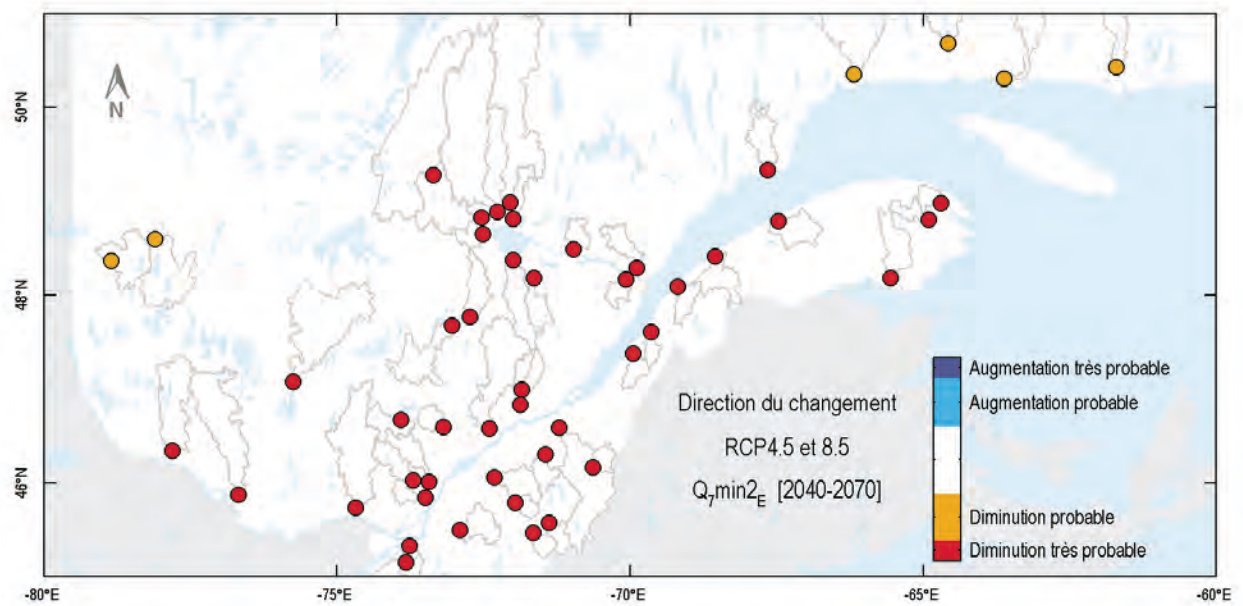 50°N
48°N
46°N
N
Augmentation très probable
Augmentation probable
Direction du changement
RCP4.5 et 8.5
Q7min2E [2040-2070]
Diminution probable
Diminution très probable
-80°E
-75°E
-70°E
-65°E
-60°E